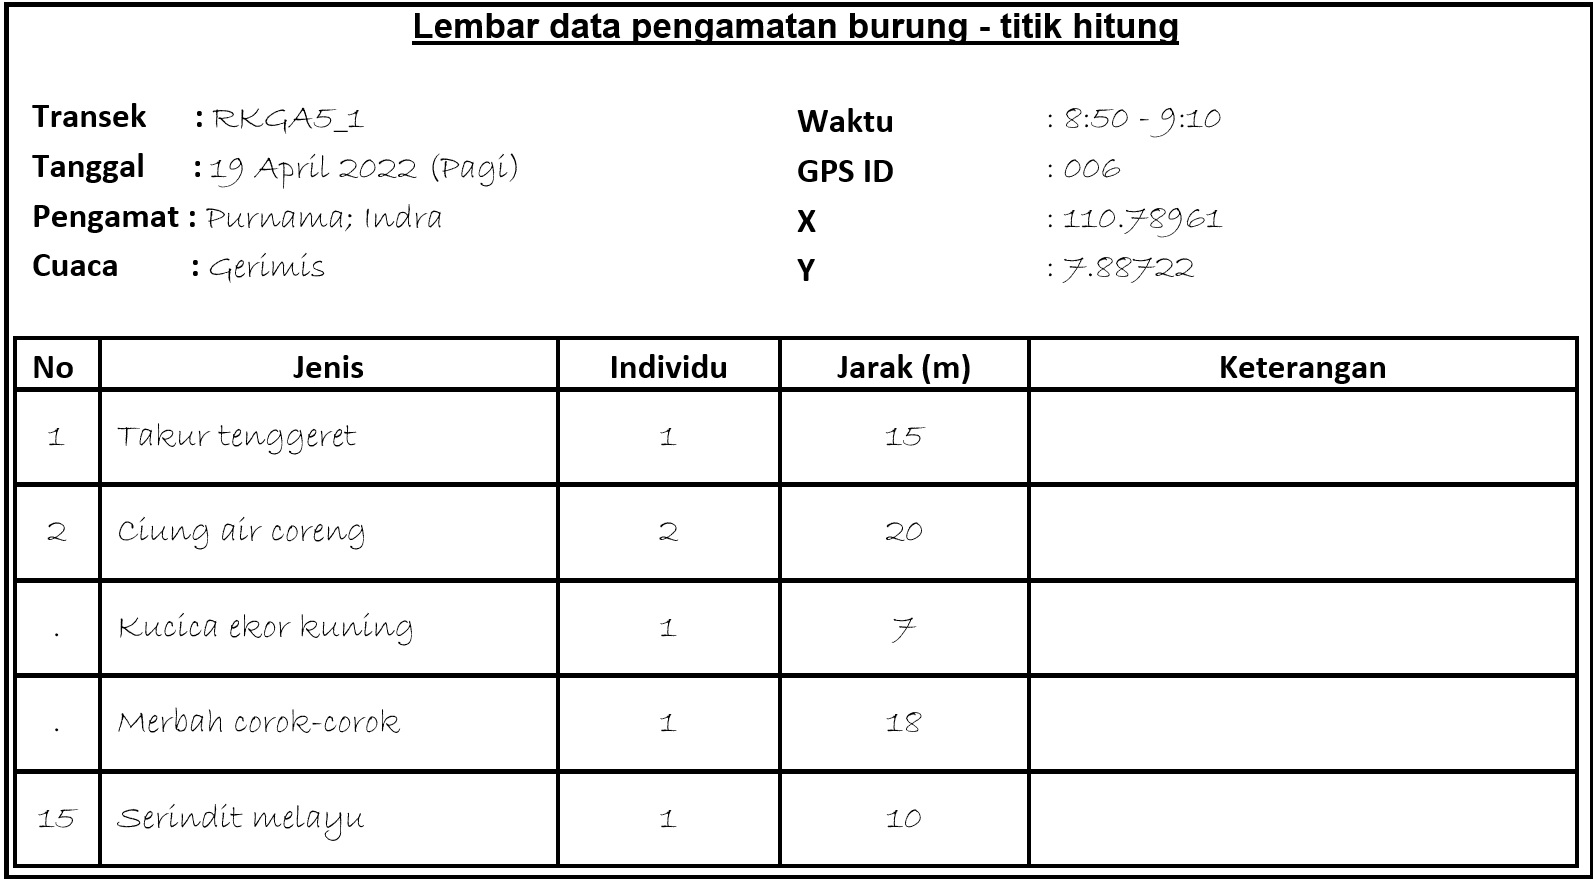 Lembar data pengamatan burung - titik hitung
Transek : RKGA5_1
Waktu : 8:50 - 9:10
Tanggal : 19 April 2022 (Pagi)
GPS ID : 006
Pengamat : Purnama; Indra
X : 110.78961
Cuaca : Gerimis
Y : 7.88722
No Jenis Individu Jarak (m) Keterangan
1 Takur tenggeret 1 15
2 Ciung air coreng 2 20
. Kucica ekor kuning 1 7
. Merbah corok-corok 1 18
15 Serindit melayu 1 10